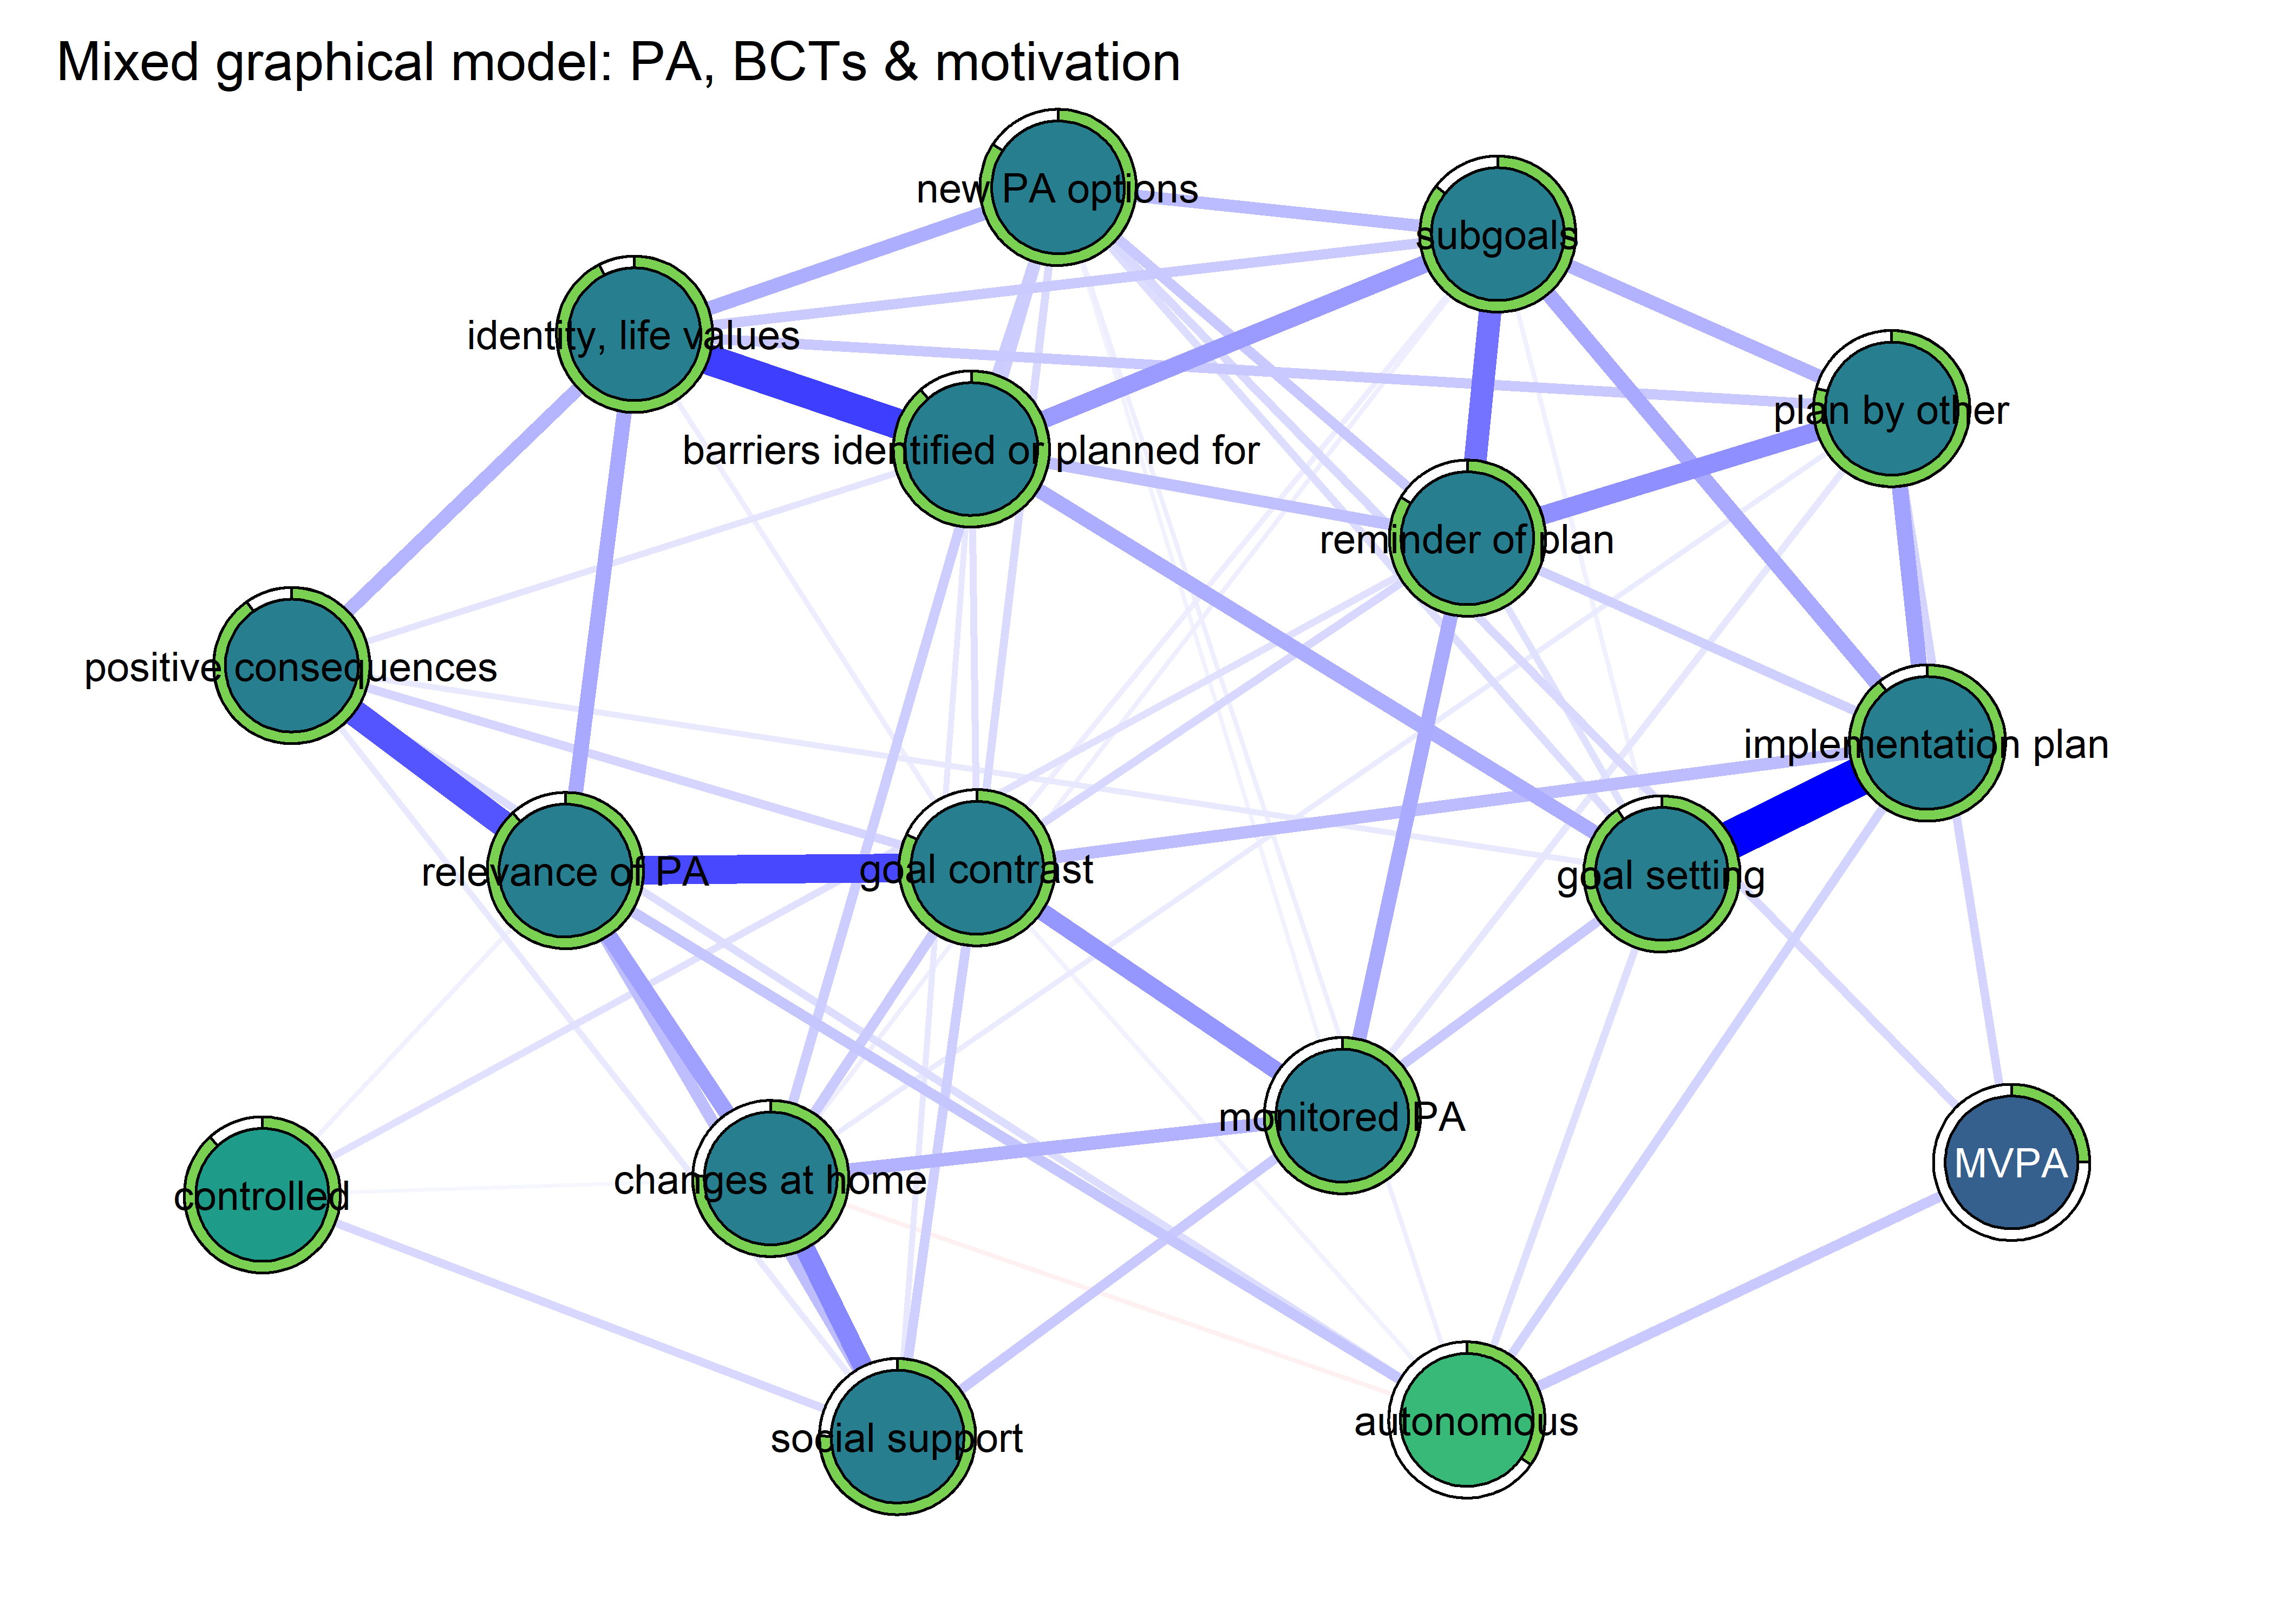 Mixed graphical model: PA, BCTs & motivation
new PA options
subgoals
identity, life values
plan by other
barriers identified or planned for
reminder of plan
positive consequences
implementation plan
relevance of PA
goal contrast
goal setting
monitored PA
MVPA
changes at home
controlled
social support
autonomous